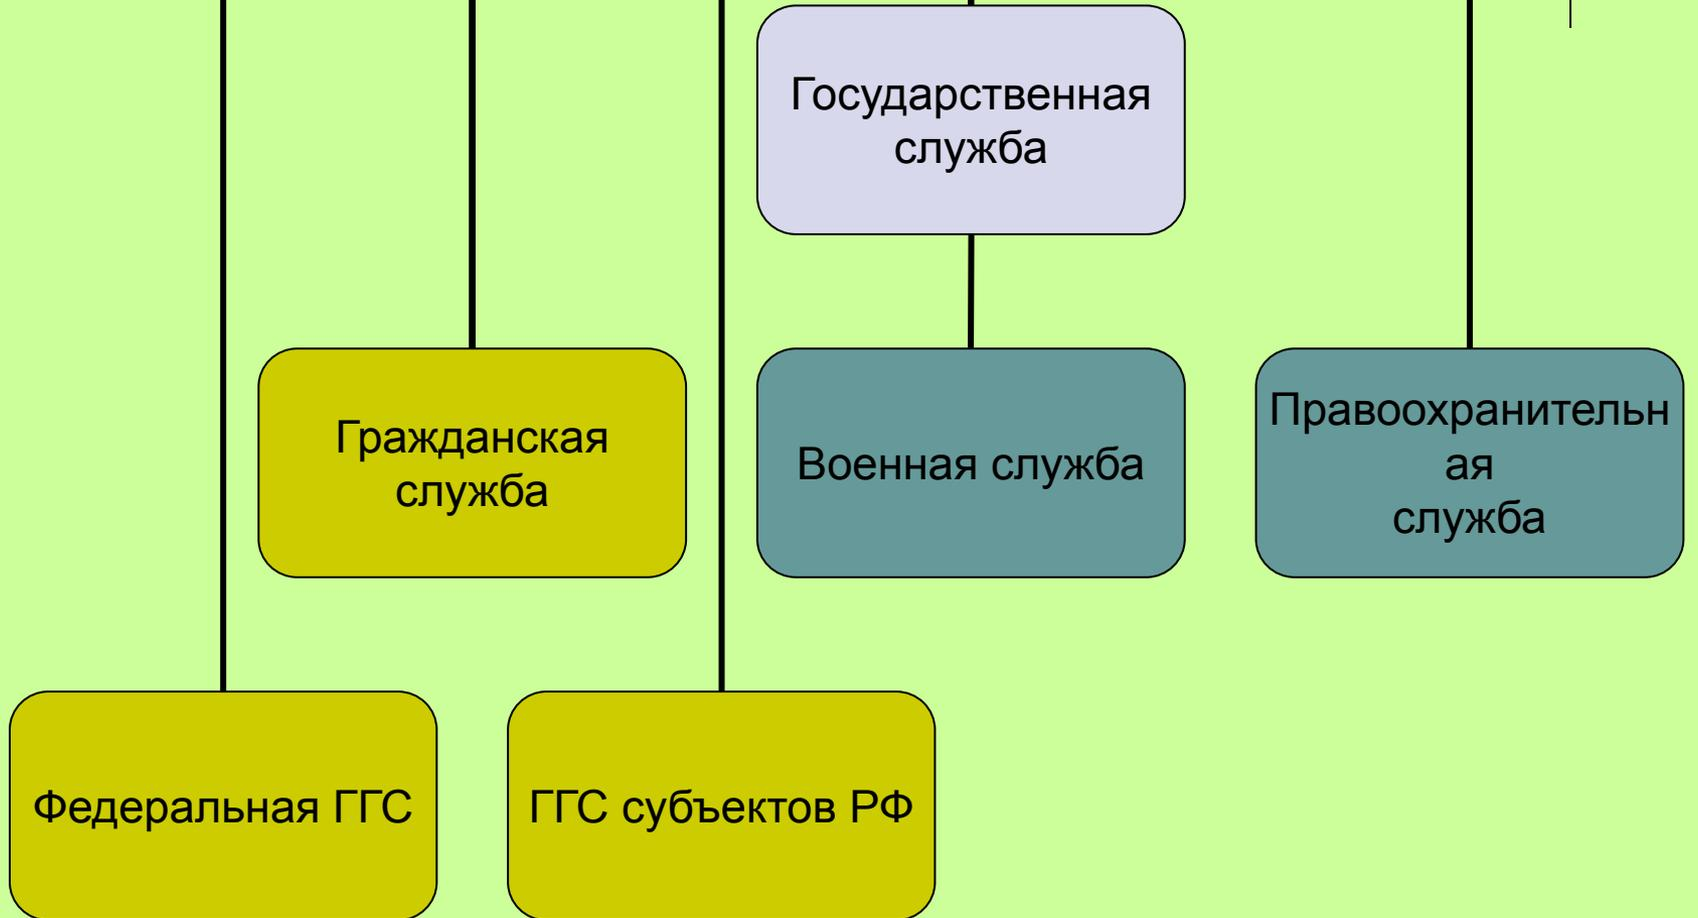 Государственная
служба
Гражданская
служба
Военная служба
Правоохранительн
ая
служба
Федеральная ГГС
ГГС субъектов РФ